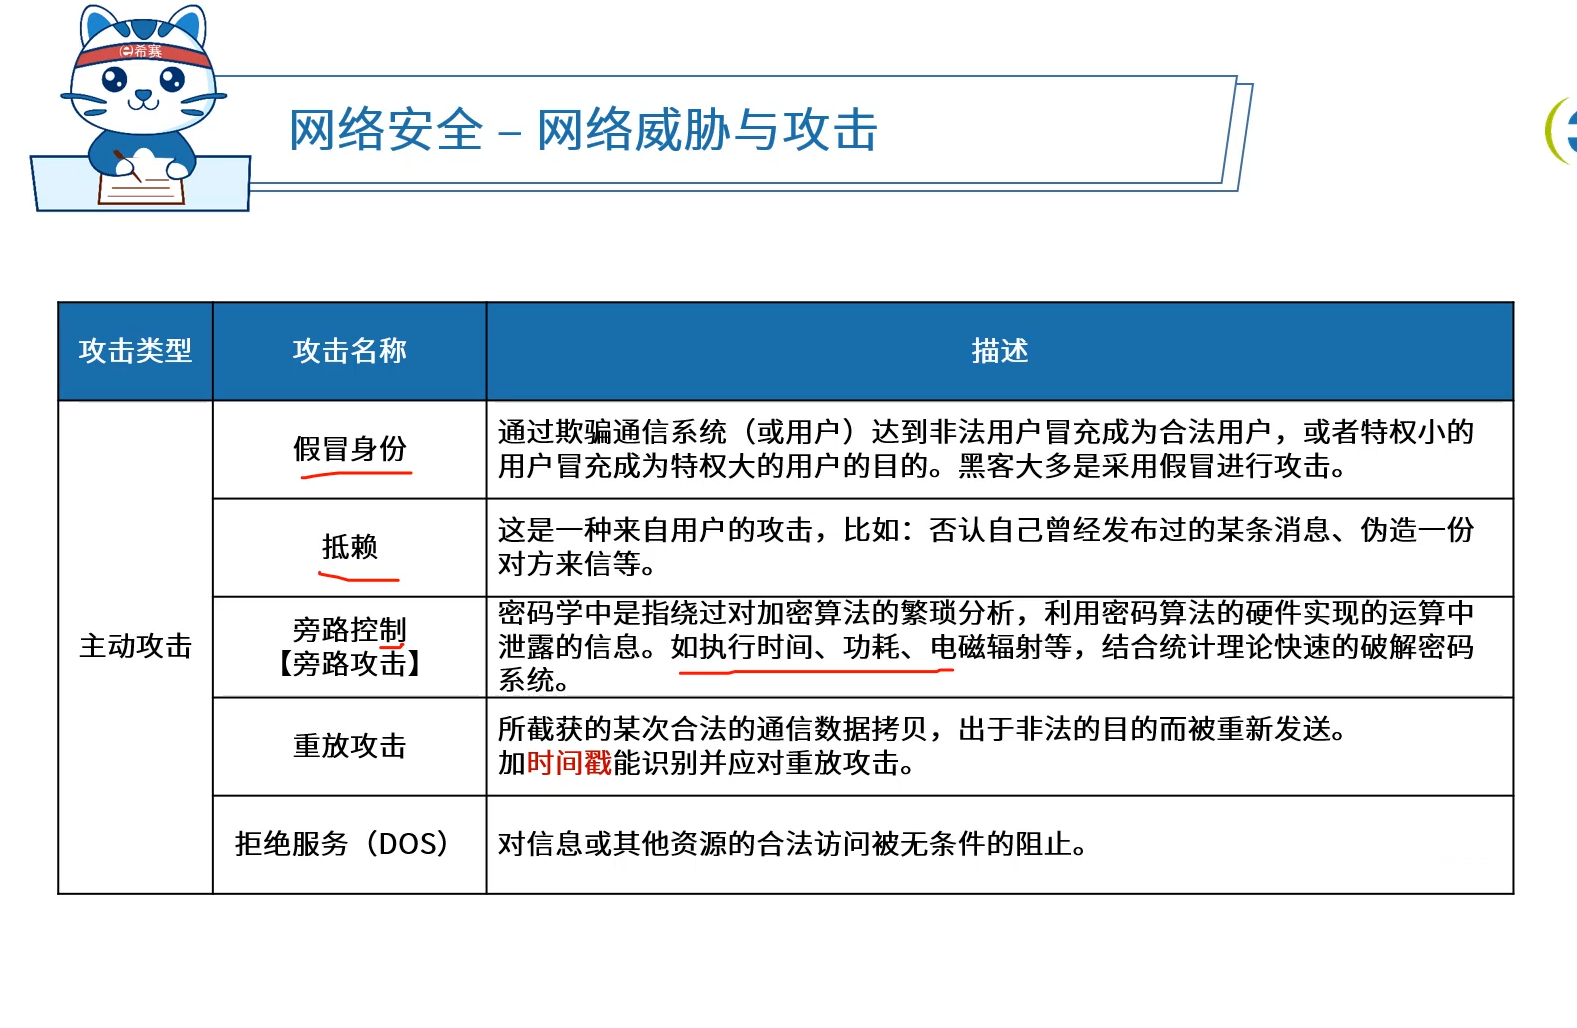 希赛
网络安全 – 网络威胁与攻击
攻击类型
攻击名称
描述
主动攻击
假冒身份
通过欺骗通信系统（或用户）达到非法用户冒充成为合法用户，或者特权小的
用户冒充成为特权大的用户的目的。黑客大多是采用假冒进行攻击。
抵赖
这是一种来自用户的攻击，比如：否认自己曾经发布过的某条消息、伪造一份
对方来信等。
旁路控制
【旁路攻击】
密码学中是指绕过对加密算法的繁琐分析，利用密码算法的硬件实现的运算中
泄露的信息。如执行时间、功耗、电磁辐射等，结合统计理论快速的破解密码
系统。
重放攻击
所截获的某次合法的通信数据拷贝，出于非法的目的而被重新发送。
加时间戳能识别并应对重放攻击。
拒绝服务（DOS）
对信息或其他资源的合法访问被无条件的阻止。